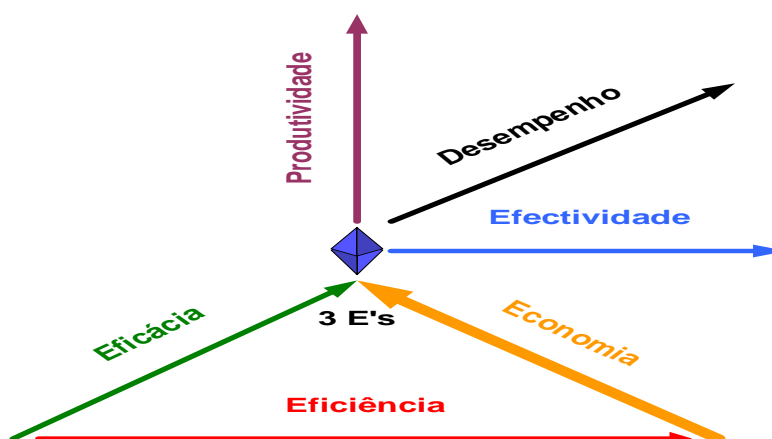 Produtividade
Desempenho
Efectividade
Eficácia
3 E's
Economia
Eficiência